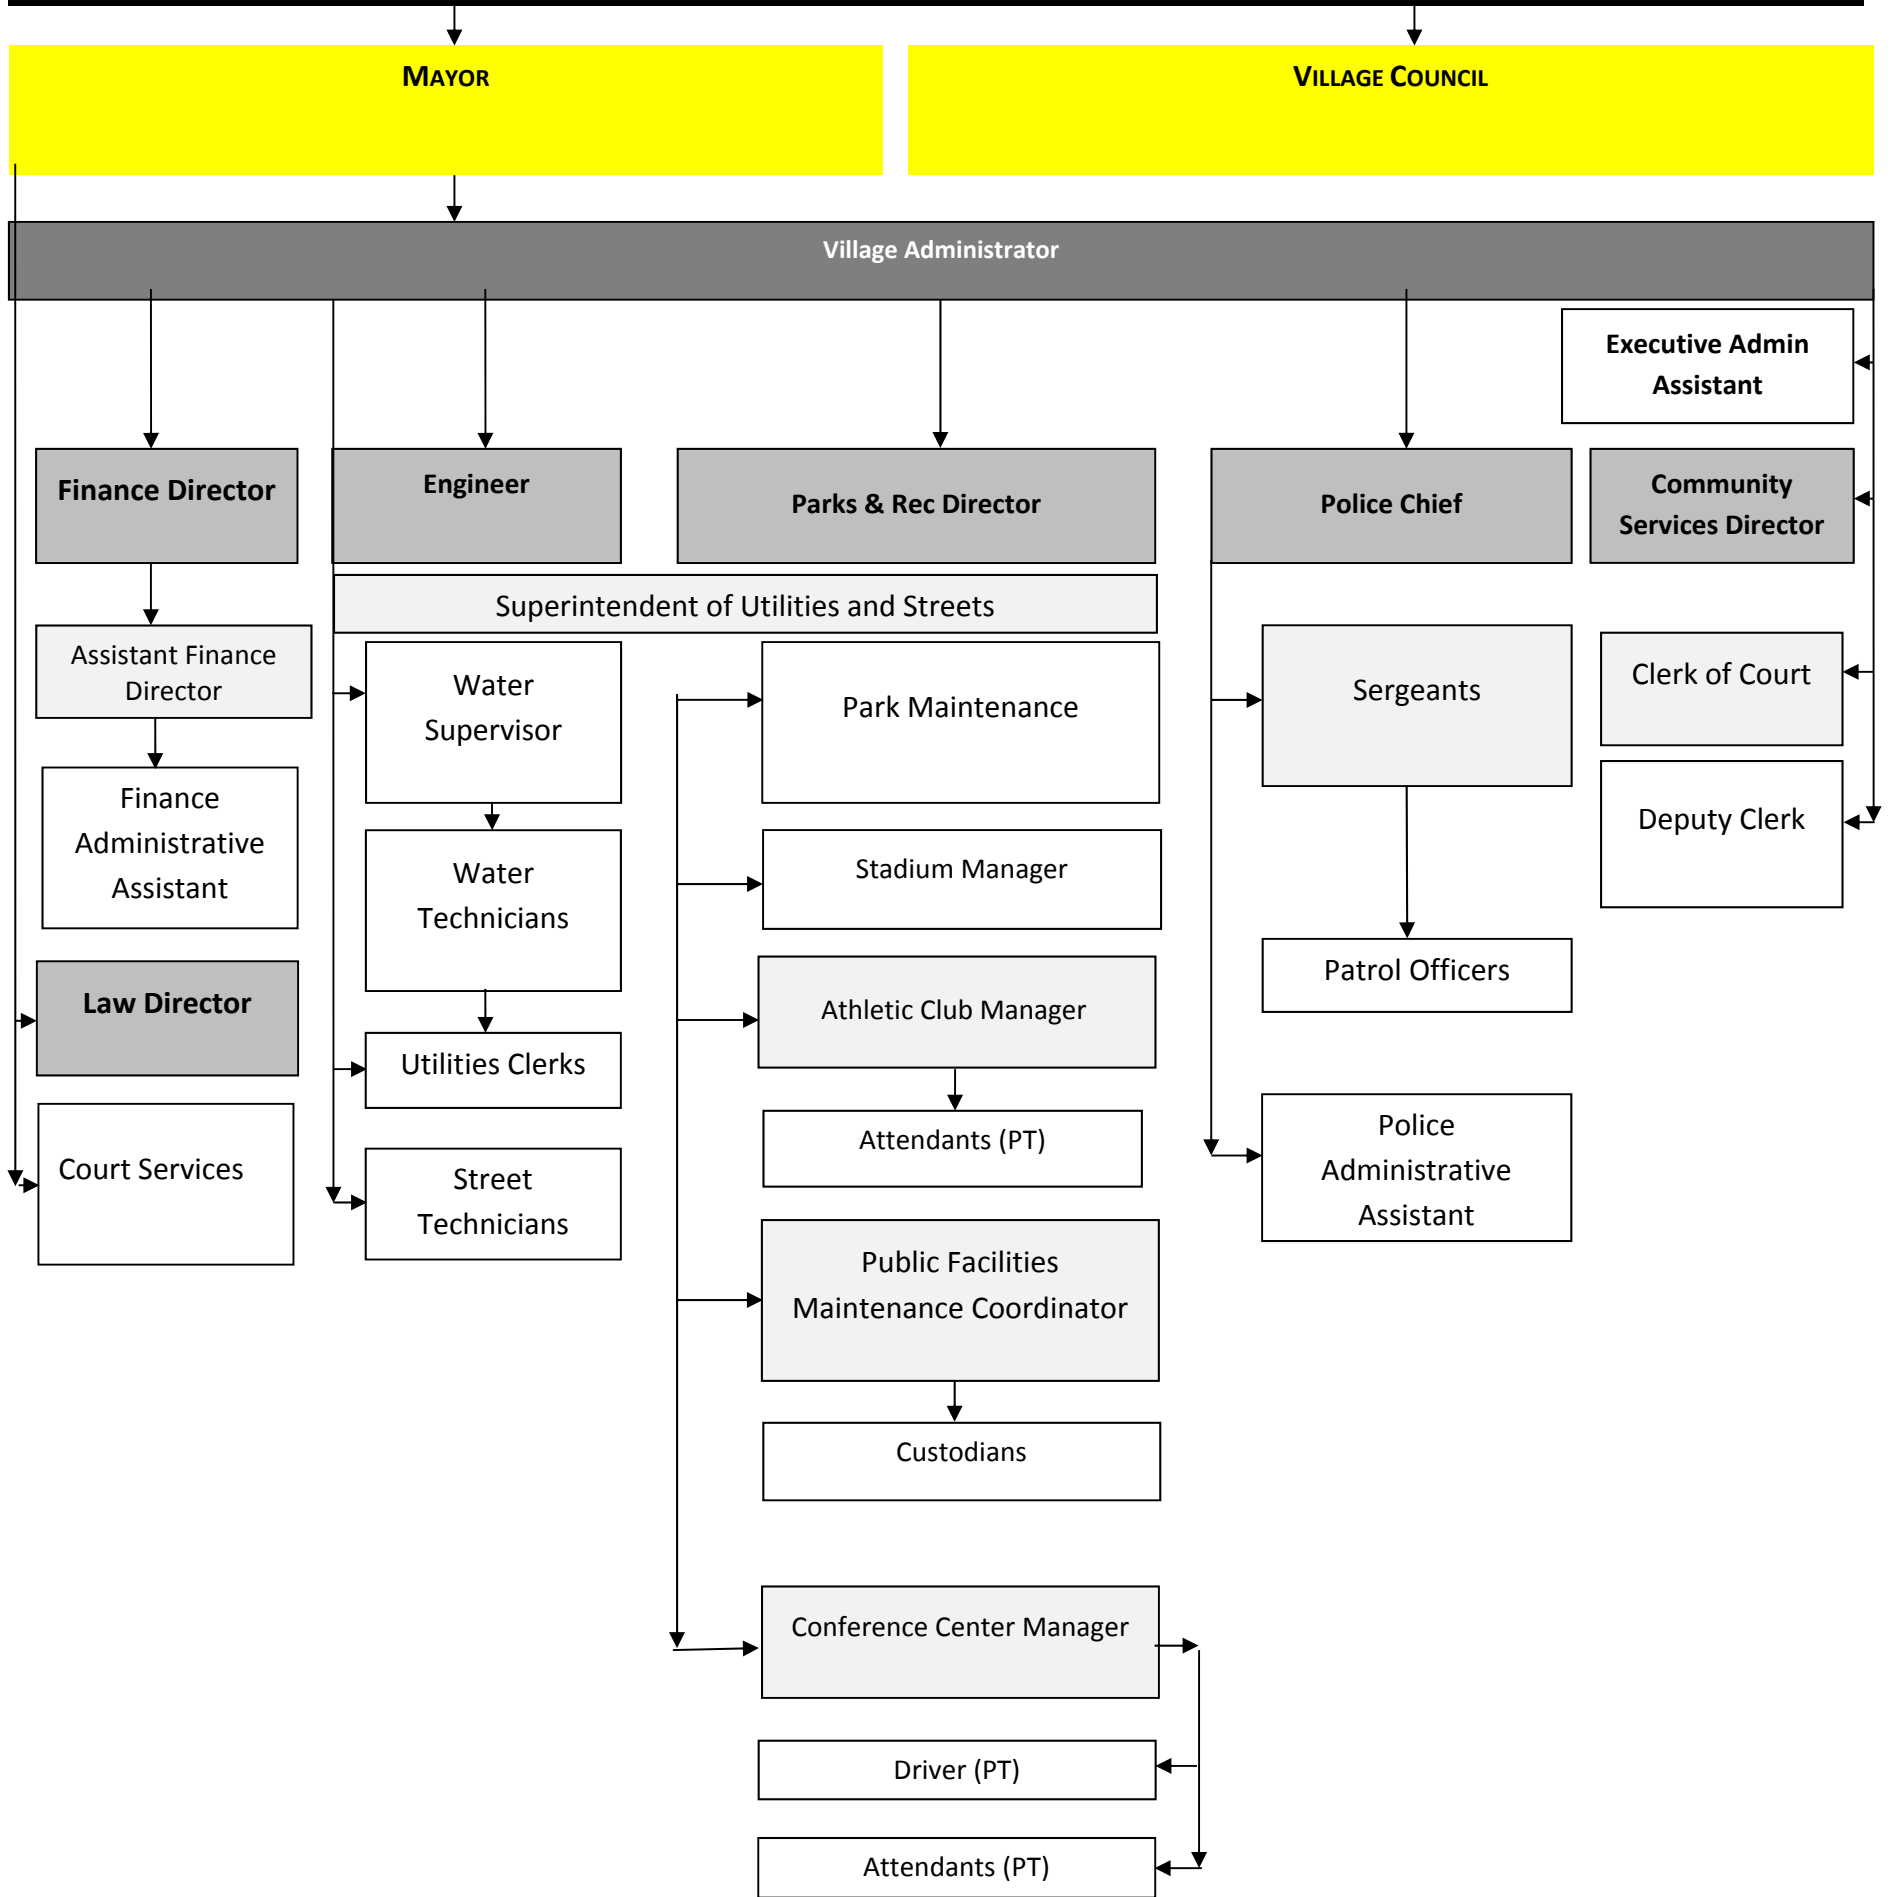 MAYOR
VILLAGE COUNCIL
Village Administrator
Executive Admin
Assistant
Finance Director
Engineer
Parks & Rec Director
Police Chief
Community
Services Director
Superintendent of Utilities and Streets
Assistant Finance
Director
Water
Supervisor
Park Maintenance
Sergeants
Clerk of Court
Finance
Administrative
Assistant
Water
Technicians
Stadium Manager
Deputy Clerk
Law Director
Utilities Clerks
Athletic Club Manager
Patrol Officers
Court Services
Street
Technicians
Attendants (PT)
Police
Administrative
Assistant
Public Facilities
Maintenance Coordinator
Custodians
Conference Center Manager
Driver (PT)
Attendants (PT)